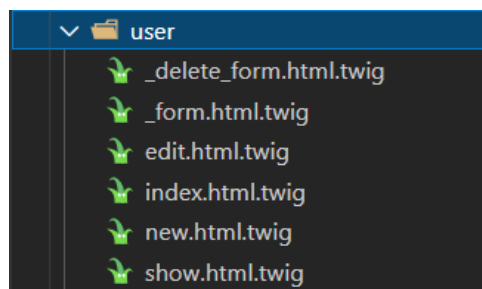 user
_delete_form.html.twig
_form.html.twig
edit.html.twig
index.html.twig
new.html.twig
show.html.twig